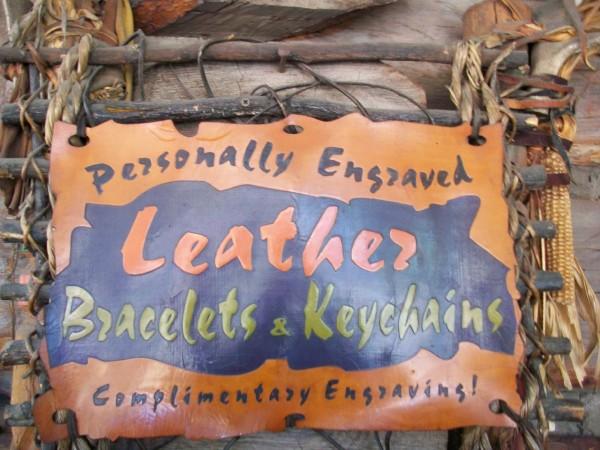 Personally Engraved
Leather
Bracelets & Keychains
Complimentary Engraving!